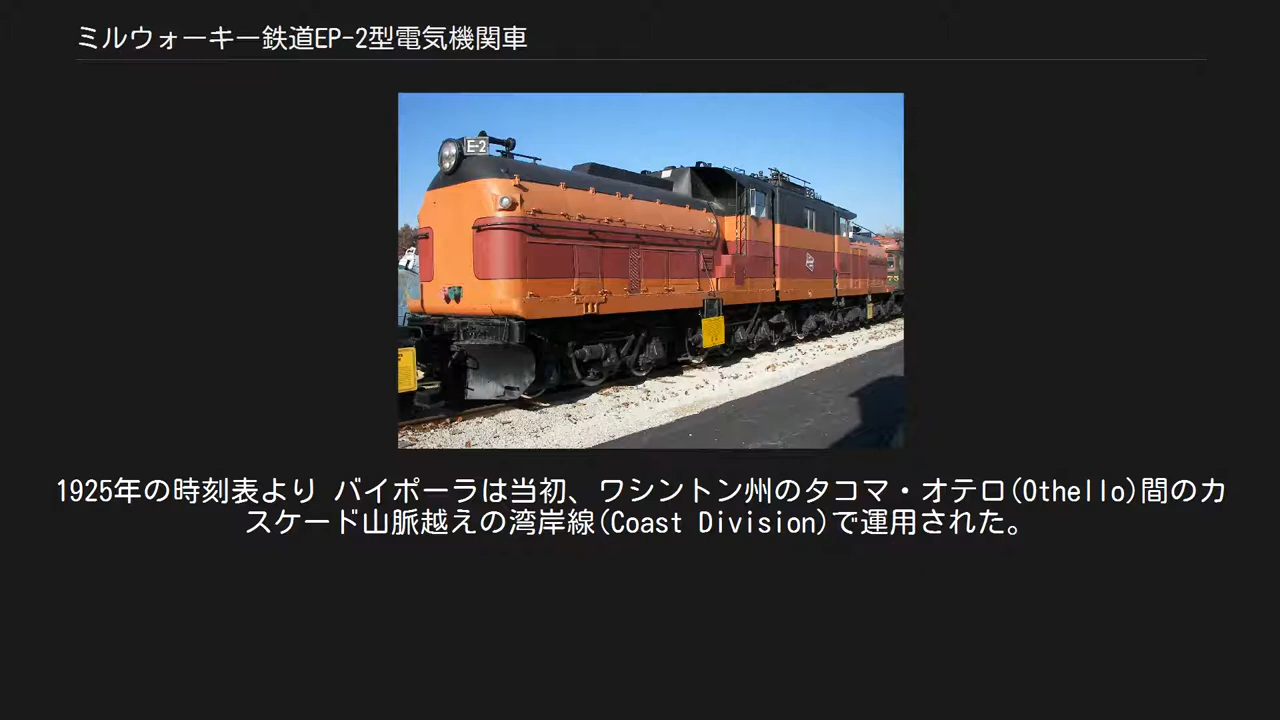 ミルウォーキー鉄道EP-2型電気機関車
E-2
1925年の時刻表より バイポーラは当初、ワシントン州のタコマ・オテロ(Othello)間のカ
スケード山脈越えの湾岸線(Coast Division)で運用された。